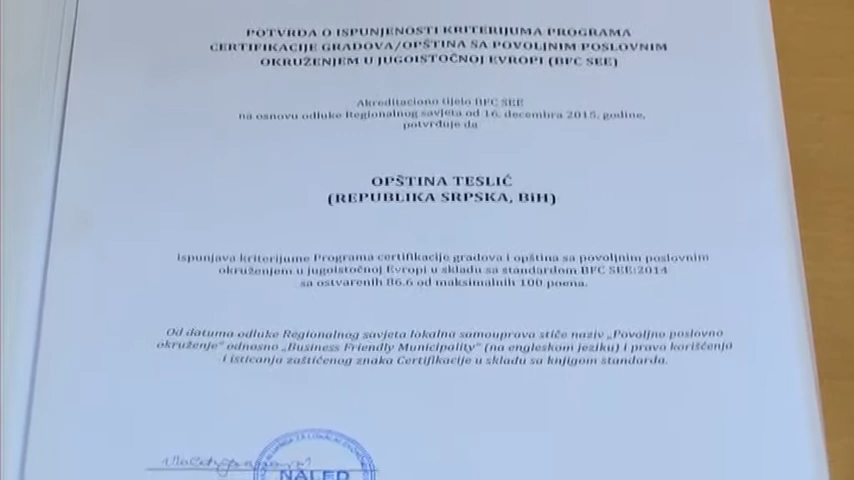 POTVRDA O ISPUNJENOSTI KRITERIJUMA PROGRAMA
CERTIFIKACIJE GRADOVA/OPŠTINA SA POVOLJNIM POSLOVNIM
OKRUŽENJEM U JUGOISTOČNOJ EVROPI (BFC SEE)
Akreditaciono tijelo BFC SEE
na osnovu odluke Regionalnog savjeta od 16. decembra 2015. godine,
potvrđuje da
OPŠTINA TESLIĆ
(REPUBLIKA SRPSKA, BiH)
ispunjava kriterijume Programa certifikacije gradova i opština sa povoljnim poslovnim
okruženjem u jugoistočnoj Evropi u skladu sa standardom BFC SEE:2014
sa ostvarenih 86.6 od maksimalnih 100 poena.
Od datuma odluke Regionalnog savjeta lokalna samouprava stiče naziv „Povoljno poslovno
okruženje“ odnosno „Business Friendly Municipality“ (na engleskom jeziku) i pravo korišćenja
i isticanja zaštićenog znaka Certifikacije u skladu sa knjigom standarda.
NALED